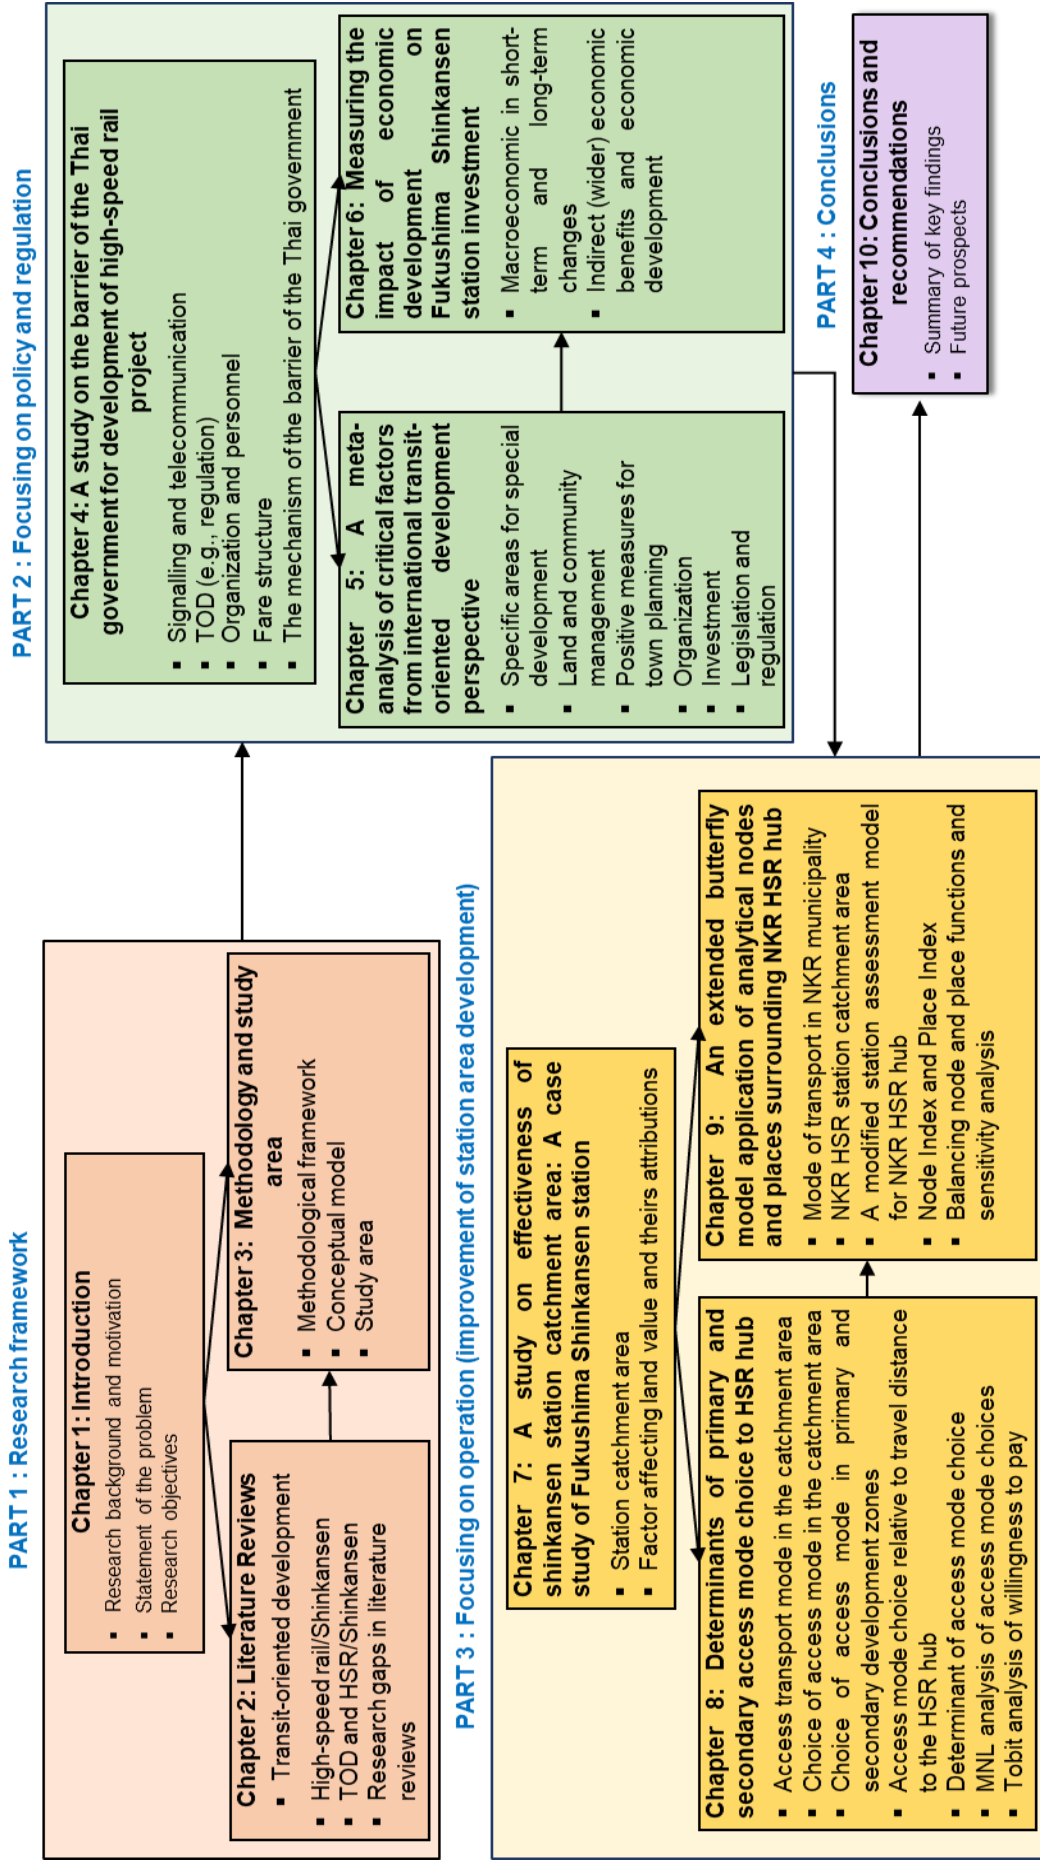 PART 1 : Research framework
Chapter 1: Introduction
▪ Research background and motivation
▪ Statement of the problem
▪ Research objectives
Chapter 2: Literature Reviews
▪ Transit-oriented development
▪ High-speed rail/Shinkansen
▪ TOD and HSR/Shinkansen
▪ Research gaps in literature
reviews
Chapter 3: Methodology and study
area
▪ Methodological framework
▪ Conceptual model
▪ Study area
PART 2 : Focusing on policy and regulation
Chapter 4: A study on the barrier of the Thai
government for development of high-speed rail
project
▪ Signalling and telecommunication
▪ TOD (e.g., regulation)
▪ Organization and personnel
▪ Fare structure
▪ The mechanism of the barrier of the Thai government
Chapter 5: A meta-
analysis of critical factors
from international transit-
oriented development
perspective
▪ Specific areas for special
development
▪ Land and community
management
▪ Positive measures for
town planning
▪ Organization
▪ Investment
▪ Legislation and
regulation
Chapter 6: Measuring the
impact of economic
development on
Fukushima Shinkansen
station investment
▪ Macroeconomic in short-
term and long-term
changes
▪ Indirect (wider) economic
benefits and economic
development
PART 3 : Focusing on operation (improvement of station area development)
Chapter 7: A study on effectiveness of
shinkansen station catchment area: A case
study of Fukushima Shinkansen station
▪ Station catchment area
▪ Factor affecting land value and theirs attributions
Chapter 8: Determinants of primary and
secondary access mode choice to HSR hub
▪ Access transport mode in the catchment area
▪ Choice of access mode in the catchment area
▪ Choice of access mode in primary and
secondary development zones
▪ Access mode choice relative to travel distance
to the HSR hub
▪ Determinant of access mode choice
▪ MNL analysis of access mode choices
▪ Tobit analysis of willingness to pay
Chapter 9: An extended butterfly
model application of analytical nodes
and places surrounding NKR HSR hub
▪ Mode of transport in NKR municipality
▪ NKR HSR station catchment area
▪ A modified station assessment model
for NKR HSR hub
▪ Node Index and Place Index
▪ Balancing node and place functions and
sensitivity analysis
PART 4 : Conclusions
Chapter 10: Conclusions and
recommendations
▪ Summary of key findings
▪ Future prospects